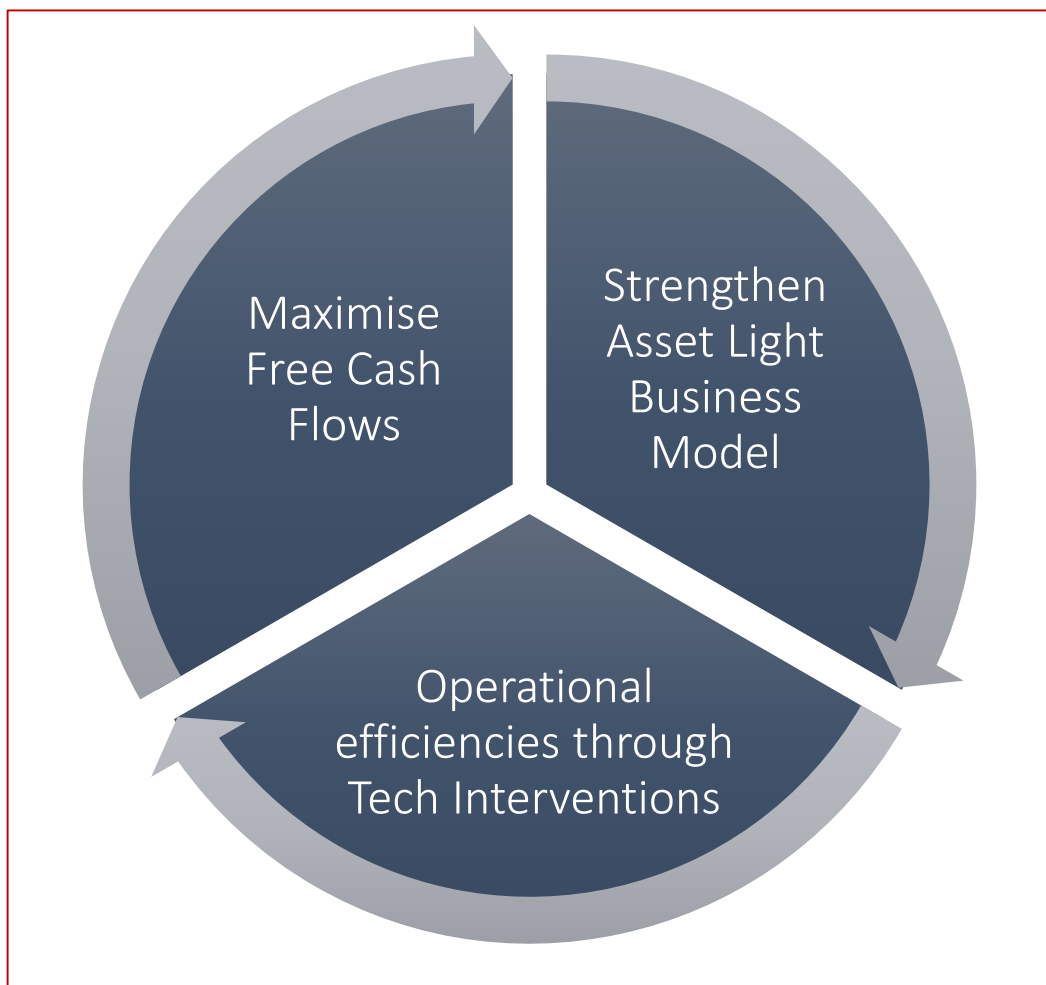 Maximise
Free Cash
Flows
Strengthen
Asset Light
Business
Model
Operational
efficiencies through
Tech Interventions